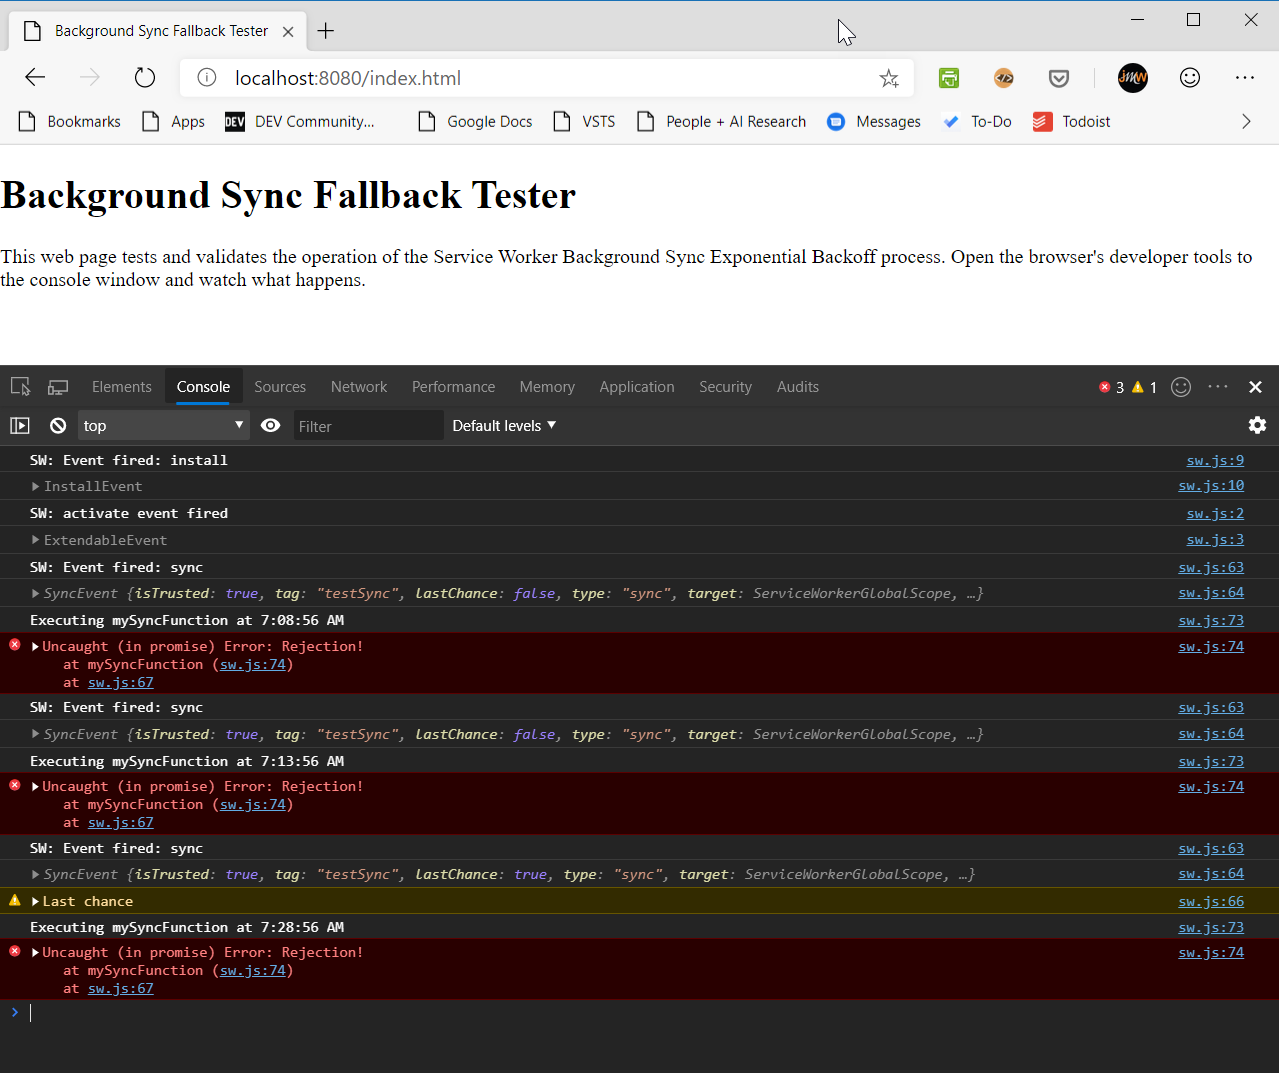 Background Sync Fallback Tester
localhost:8080/index.html
JMW
Bookmarks Apps DEV DEV Community... Google Docs VSTS People + AI Research Messages To-Do Todoist
Background Sync Fallback Tester
This web page tests and validates the operation of the Service Worker Background Sync Exponential Backoff process. Open the browser's developer tools to
the console window and watch what happens.
Elements Console Sources Network Performance Memory Application Security Audits 3 1
top Filter Default levels
SW: Event fired: install sw.js:9
InstallEvent sw.js:10
SW: activate event fired sw.js:2
ExtendableEvent sw.js:3
SW: Event fired: sync sw.js:63
SyncEvent {isTrusted: true, tag: "testSync", lastChance: false, type: "sync", target: ServiceWorkerGlobalScope, …} sw.js:64
Executing mySyncFunction at 7:08:56 AM sw.js:73
Uncaught (in promise) Error: Rejection! sw.js:74
at mySyncFunction (sw.js:74)
at sw.js:67
SW: Event fired: sync sw.js:63
SyncEvent {isTrusted: true, tag: "testSync", lastChance: false, type: "sync", target: ServiceWorkerGlobalScope, …} sw.js:64
Executing mySyncFunction at 7:13:56 AM sw.js:73
Uncaught (in promise) Error: Rejection! sw.js:74
at mySyncFunction (sw.js:74)
at sw.js:67
SW: Event fired: sync sw.js:63
SyncEvent {isTrusted: true, tag: "testSync", lastChance: true, type: "sync", target: ServiceWorkerGlobalScope, …} sw.js:64
Last chance sw.js:66
Executing mySyncFunction at 7:28:56 AM sw.js:73
Uncaught (in promise) Error: Rejection! sw.js:74
at mySyncFunction (sw.js:74)
at sw.js:67